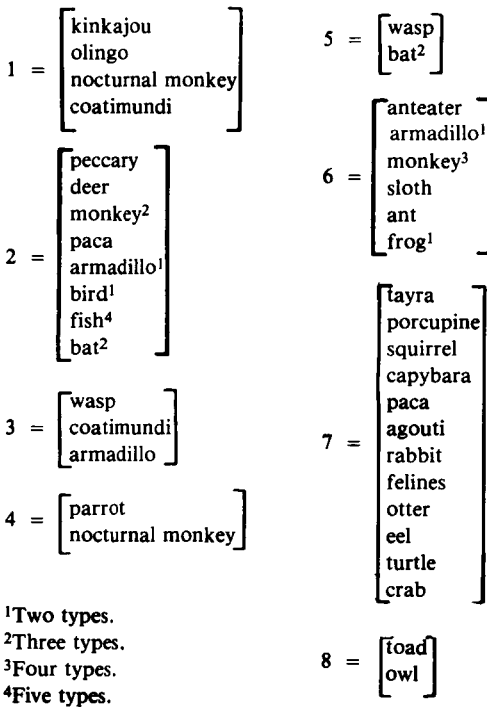 1 =
kinkajou
olingo
nocturnal monkey
coatimundi
2 =
peccary
deer
monkey²
paca
armadillo¹
bird¹
fish⁴
bat²
3 =
wasp
coatimundi
armadillo
4 =
parrot
nocturnal monkey
¹Two types.
²Three types.
³Four types.
⁴Five types.
5 =
wasp
bat²
6 =
anteater
armadillo¹
monkey³
sloth
ant
frog¹
7 =
tayra
porcupine
squirrel
capybara
paca
agouti
rabbit
felines
otter
eel
turtle
crab
8 =
toad
owl